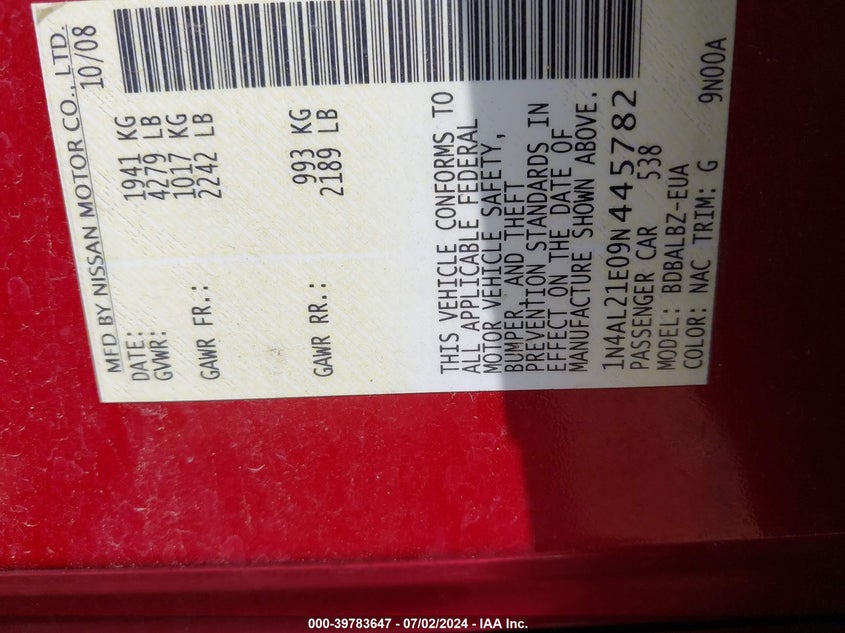 MFD BY NISSAN MOTOR CO., LTD.
DATE: 10/08
GVWR: 1941 KG
4279 LB
GAWR FR.: 1017 KG
2242 LB
GAWR RR.: 993 KG
2189 LB
THIS VEHICLE CONFORMS TO
ALL APPLICABLE FEDERAL
MOTOR VEHICLE SAFETY,
BUMPER AND THEFT
PREVENTION STANDARDS IN
EFFECT ON THE DATE OF
MANUFACTURE SHOWN ABOVE.
1N4AL21E09N445782
PASSENGER CAR 538
MODEL: BDBALBZ-EUA
COLOR: NAC TRIM: G 9N00A
000-39783647 / 07/02/2024 - IAA Inc.